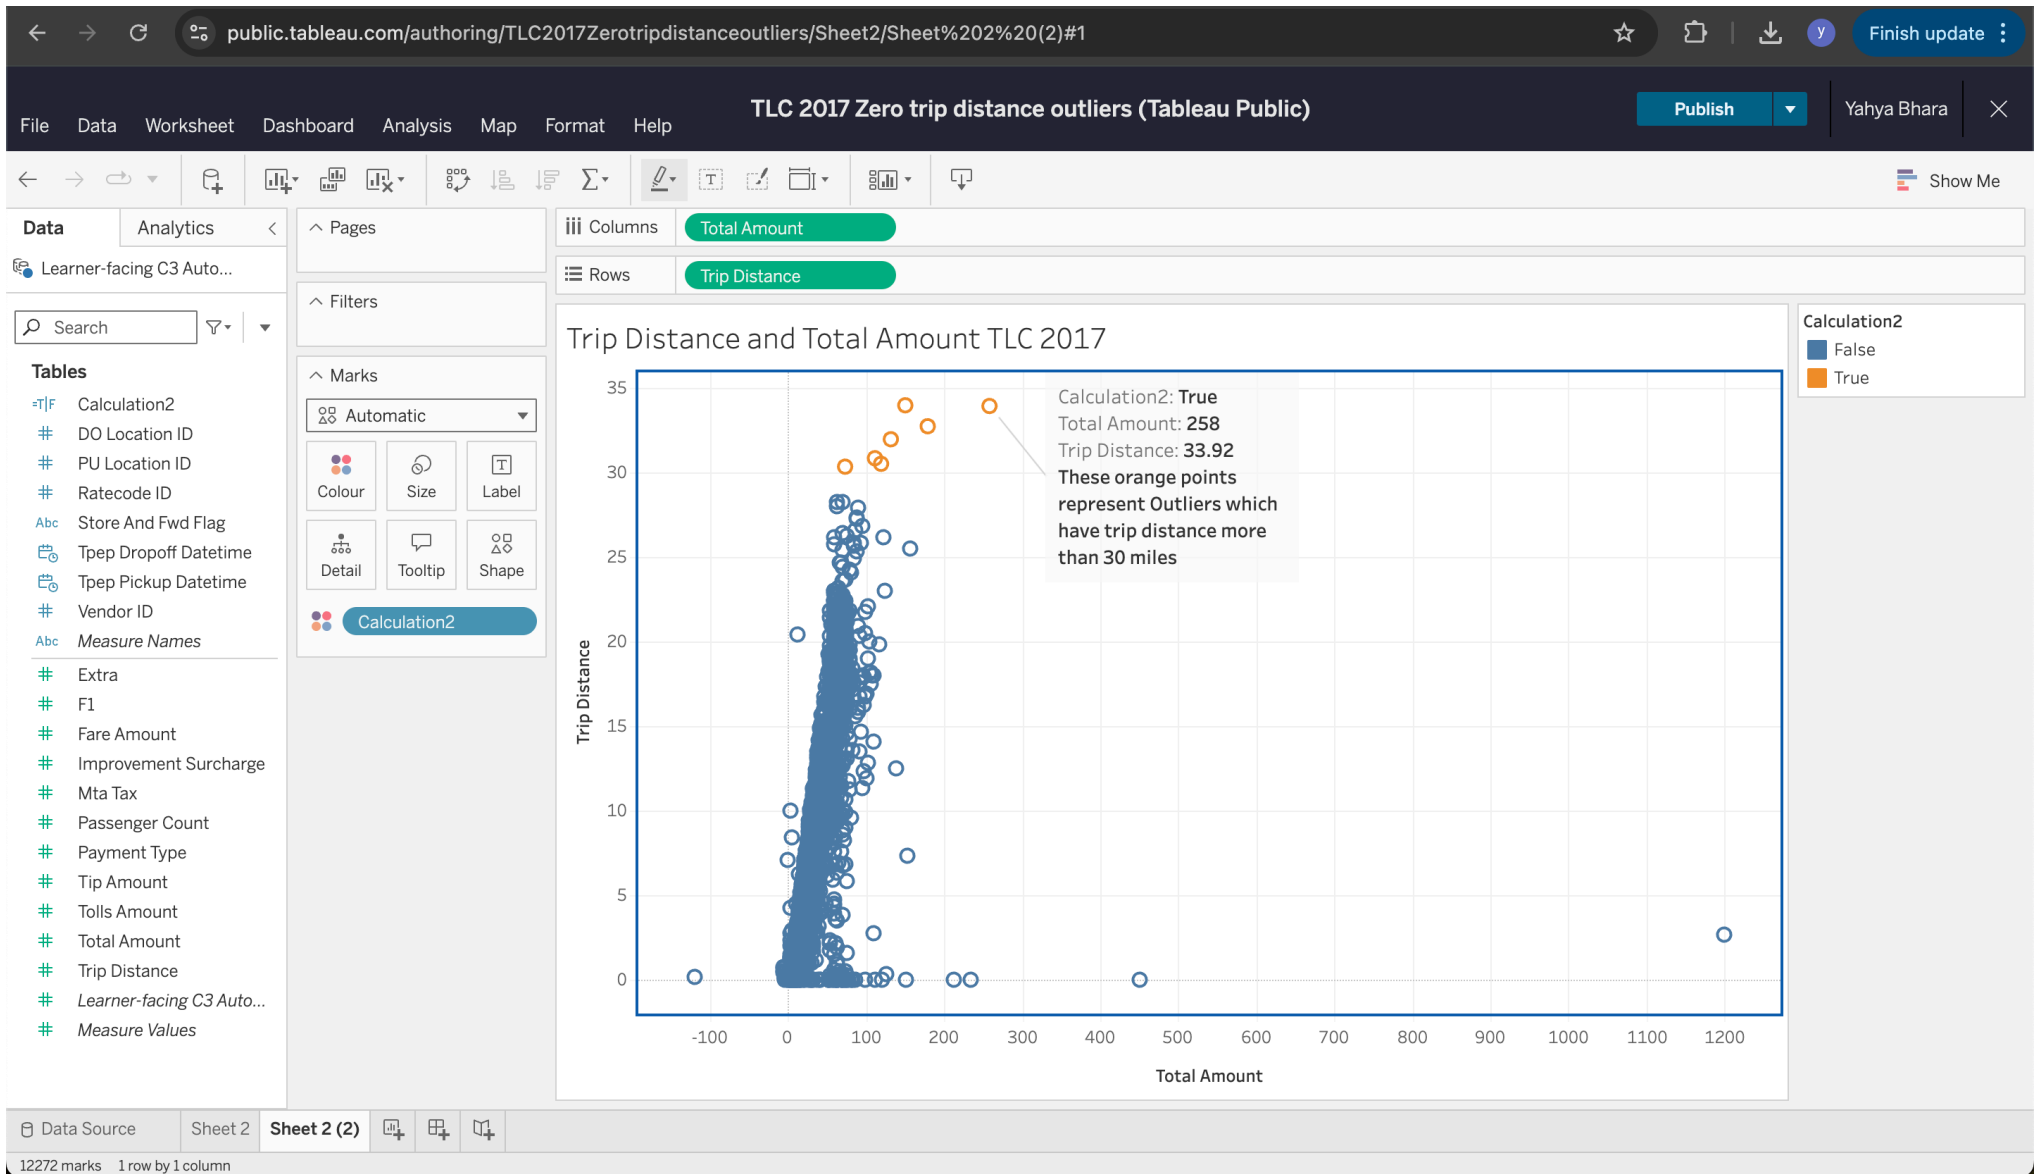 public.tableau.com/authoring/TLC2017Zerotripdistanceoutliers/Sheet2/Sheet%202%20(2)#1
y
Finish update
TLC 2017 Zero trip distance outliers (Tableau Public)
File Data Worksheet Dashboard Analysis Map Format Help
Publish
Yahya Bhara
Show Me
Data
Analytics
Learner-facing C3 Auto...
Search
Tables
=T|F Calculation2
DO Location ID
PU Location ID
Ratecode ID
Abc Store And Fwd Flag
Tpep Dropoff Datetime
Tpep Pickup Datetime
Vendor ID
Abc Measure Names
Extra
F1
Fare Amount
Improvement Surcharge
Mta Tax
Passenger Count
Payment Type
Tip Amount
Tolls Amount
Total Amount
Trip Distance
Learner-facing C3 Auto...
Measure Values
Pages
Filters
Marks
Automatic
Colour
Size
Label
Detail
Tooltip
Shape
Calculation2
Columns
Total Amount
Rows
Trip Distance
Trip Distance and Total Amount TLC 2017
35
30
25
20
15
10
5
0
Trip Distance
Calculation2: True
Total Amount: 258
Trip Distance: 33.92
These orange points
represent Outliers which
have trip distance more
than 30 miles
-100 0 100 200 300 400 500 600 700 800 900 1000 1100 1200
Total Amount
Calculation2
False
True
Data Source
Sheet 2
Sheet 2 (2)
12272 marks 1 row by 1 column